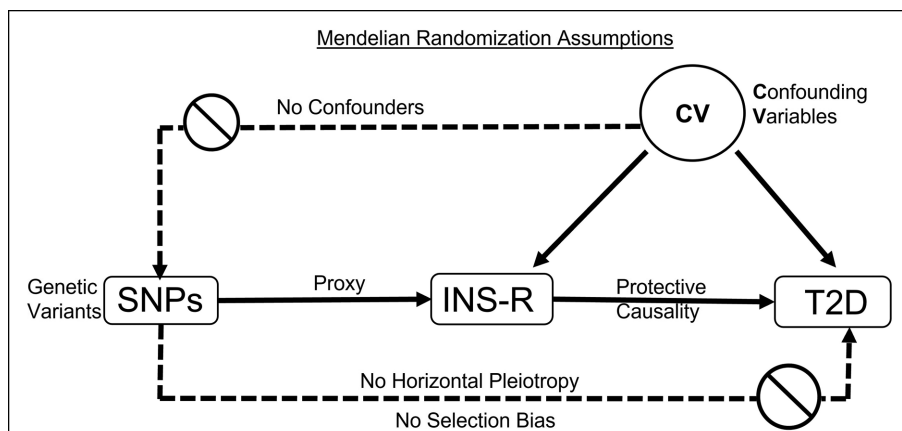 Mendelian Randomization Assumptions
No Confounders
CV
Confounding
Variables
Genetic
Variants
SNPs
Proxy
INS-R
Protective
Causality
T2D
No Horizontal Pleiotropy
No Selection Bias